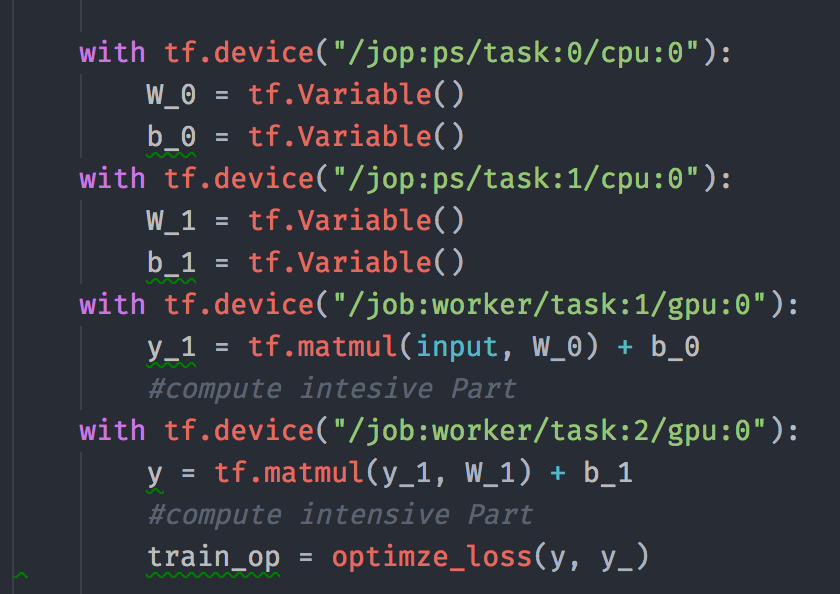 with tf.device("/jop:ps/task:0/cpu:0"):
W_0 = tf.Variable()
b_0 = tf.Variable()
with tf.device("/jop:ps/task:1/cpu:0"):
W_1 = tf.Variable()
b_1 = tf.Variable()
with tf.device("/job:worker/task:1/gpu:0"):
y_1 = tf.matmul(input, W_0) + b_0
#compute intesive Part
with tf.device("/job:worker/task:2/gpu:0"):
y = tf.matmul(y_1, W_1) + b_1
#compute intensive Part
train_op = optimze_loss(y, y_)